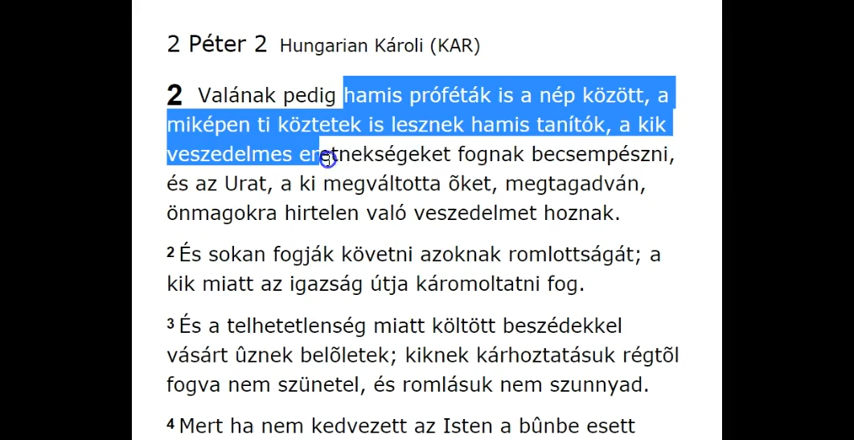 2 Péter 2 Hungarian Károli (KAR)
2 Valának pedig hamis próféták is a nép között, a
miképen ti köztetek is lesznek hamis tanítók, a kik
veszedelmes eretnekségeket fognak becsempészni,
és az Urat, a ki megváltotta õket, megtagadván,
önmagokra hirtelen való veszedelmet hoznak.
2 És sokan fogják követni azoknak romlottságát; a
kik miatt az igazság útja káromoltatni fog.
3 És a telhetetlenség miatt költött beszédekkel
vásárt ûznek belõletek; kiknek kárhoztatásuk régtõl
fogva nem szünetel, és romlásuk nem szunnyad.
4 Mert ha nem kedvezett az Isten a bûnbe esett